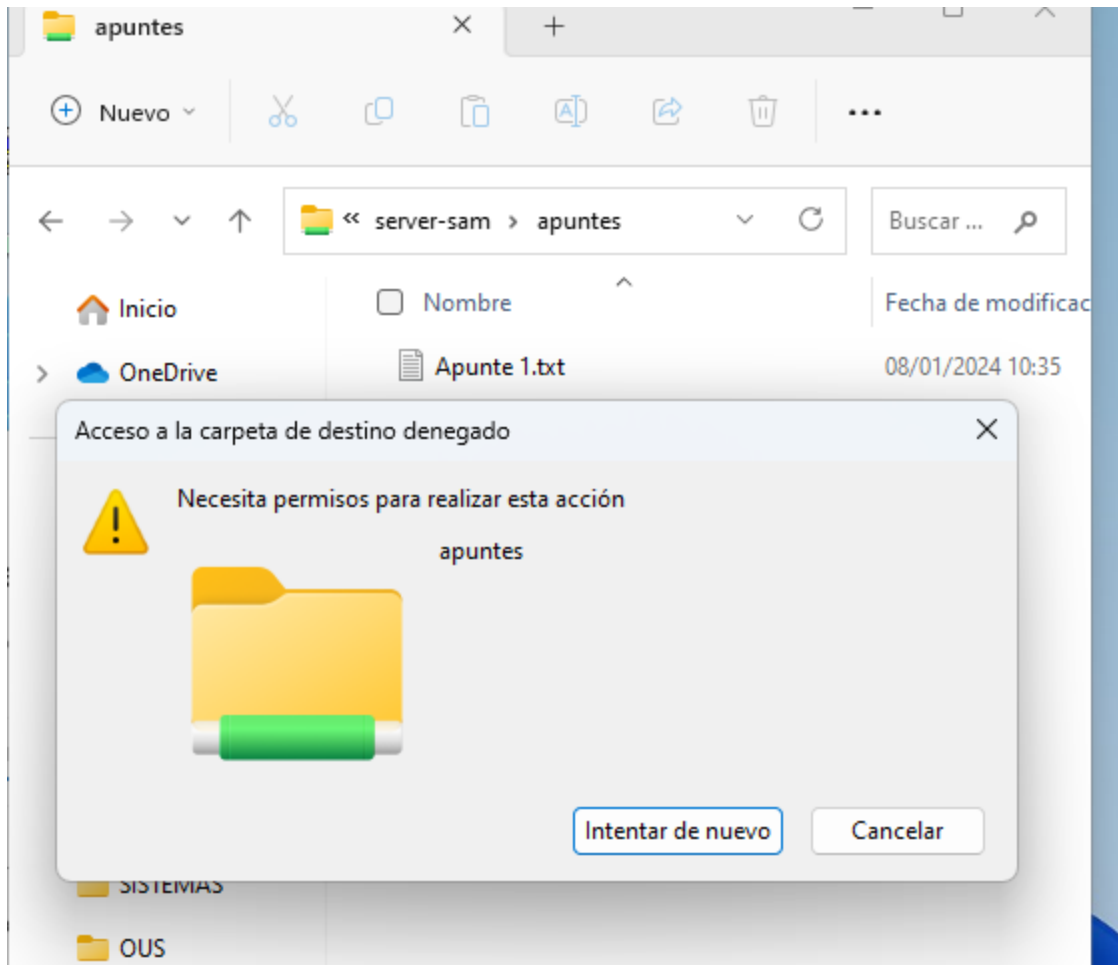 apuntes
Nuevo
« server-sam > apuntes
Buscar ...
Inicio
Nombre
Fecha de modificac
OneDrive
Apunte 1.txt
08/01/2024 10:35
Acceso a la carpeta de destino denegado
Necesita permisos para realizar esta acción
apuntes
Intentar de nuevo
Cancelar
SISTEMAS
OUS